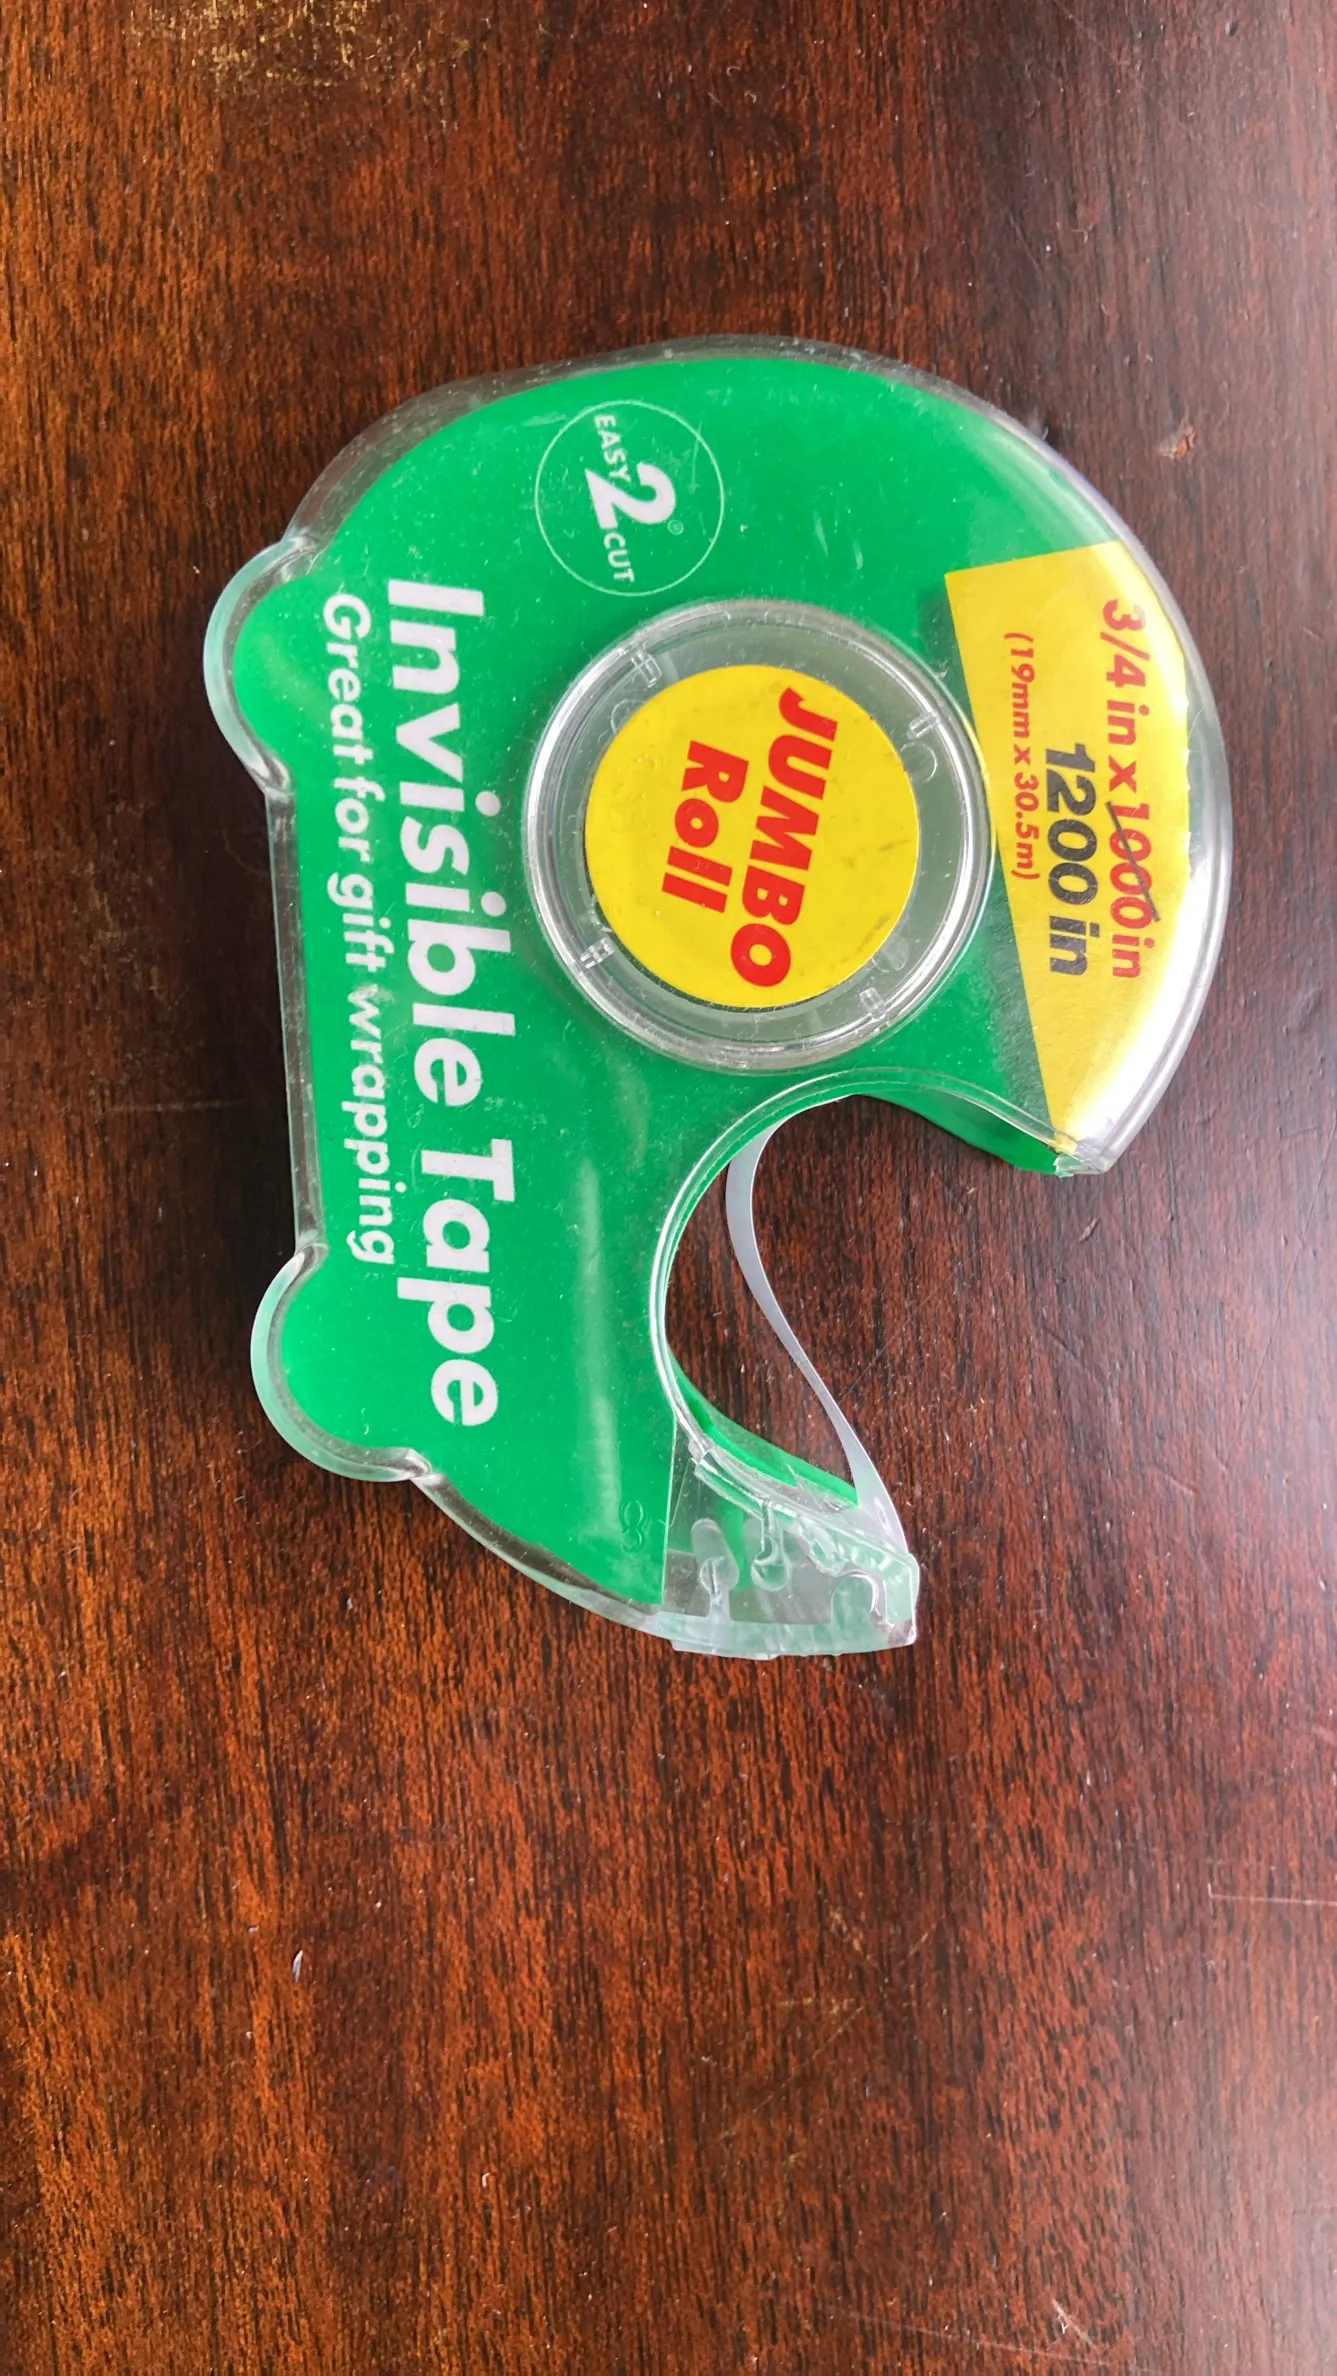 3/4 in x 1000 in
1200 in
(19mm x 30.5m)
JUMBO
Roll
EASY
2®
CUT
Invisible Tape
Great for gift wrapping